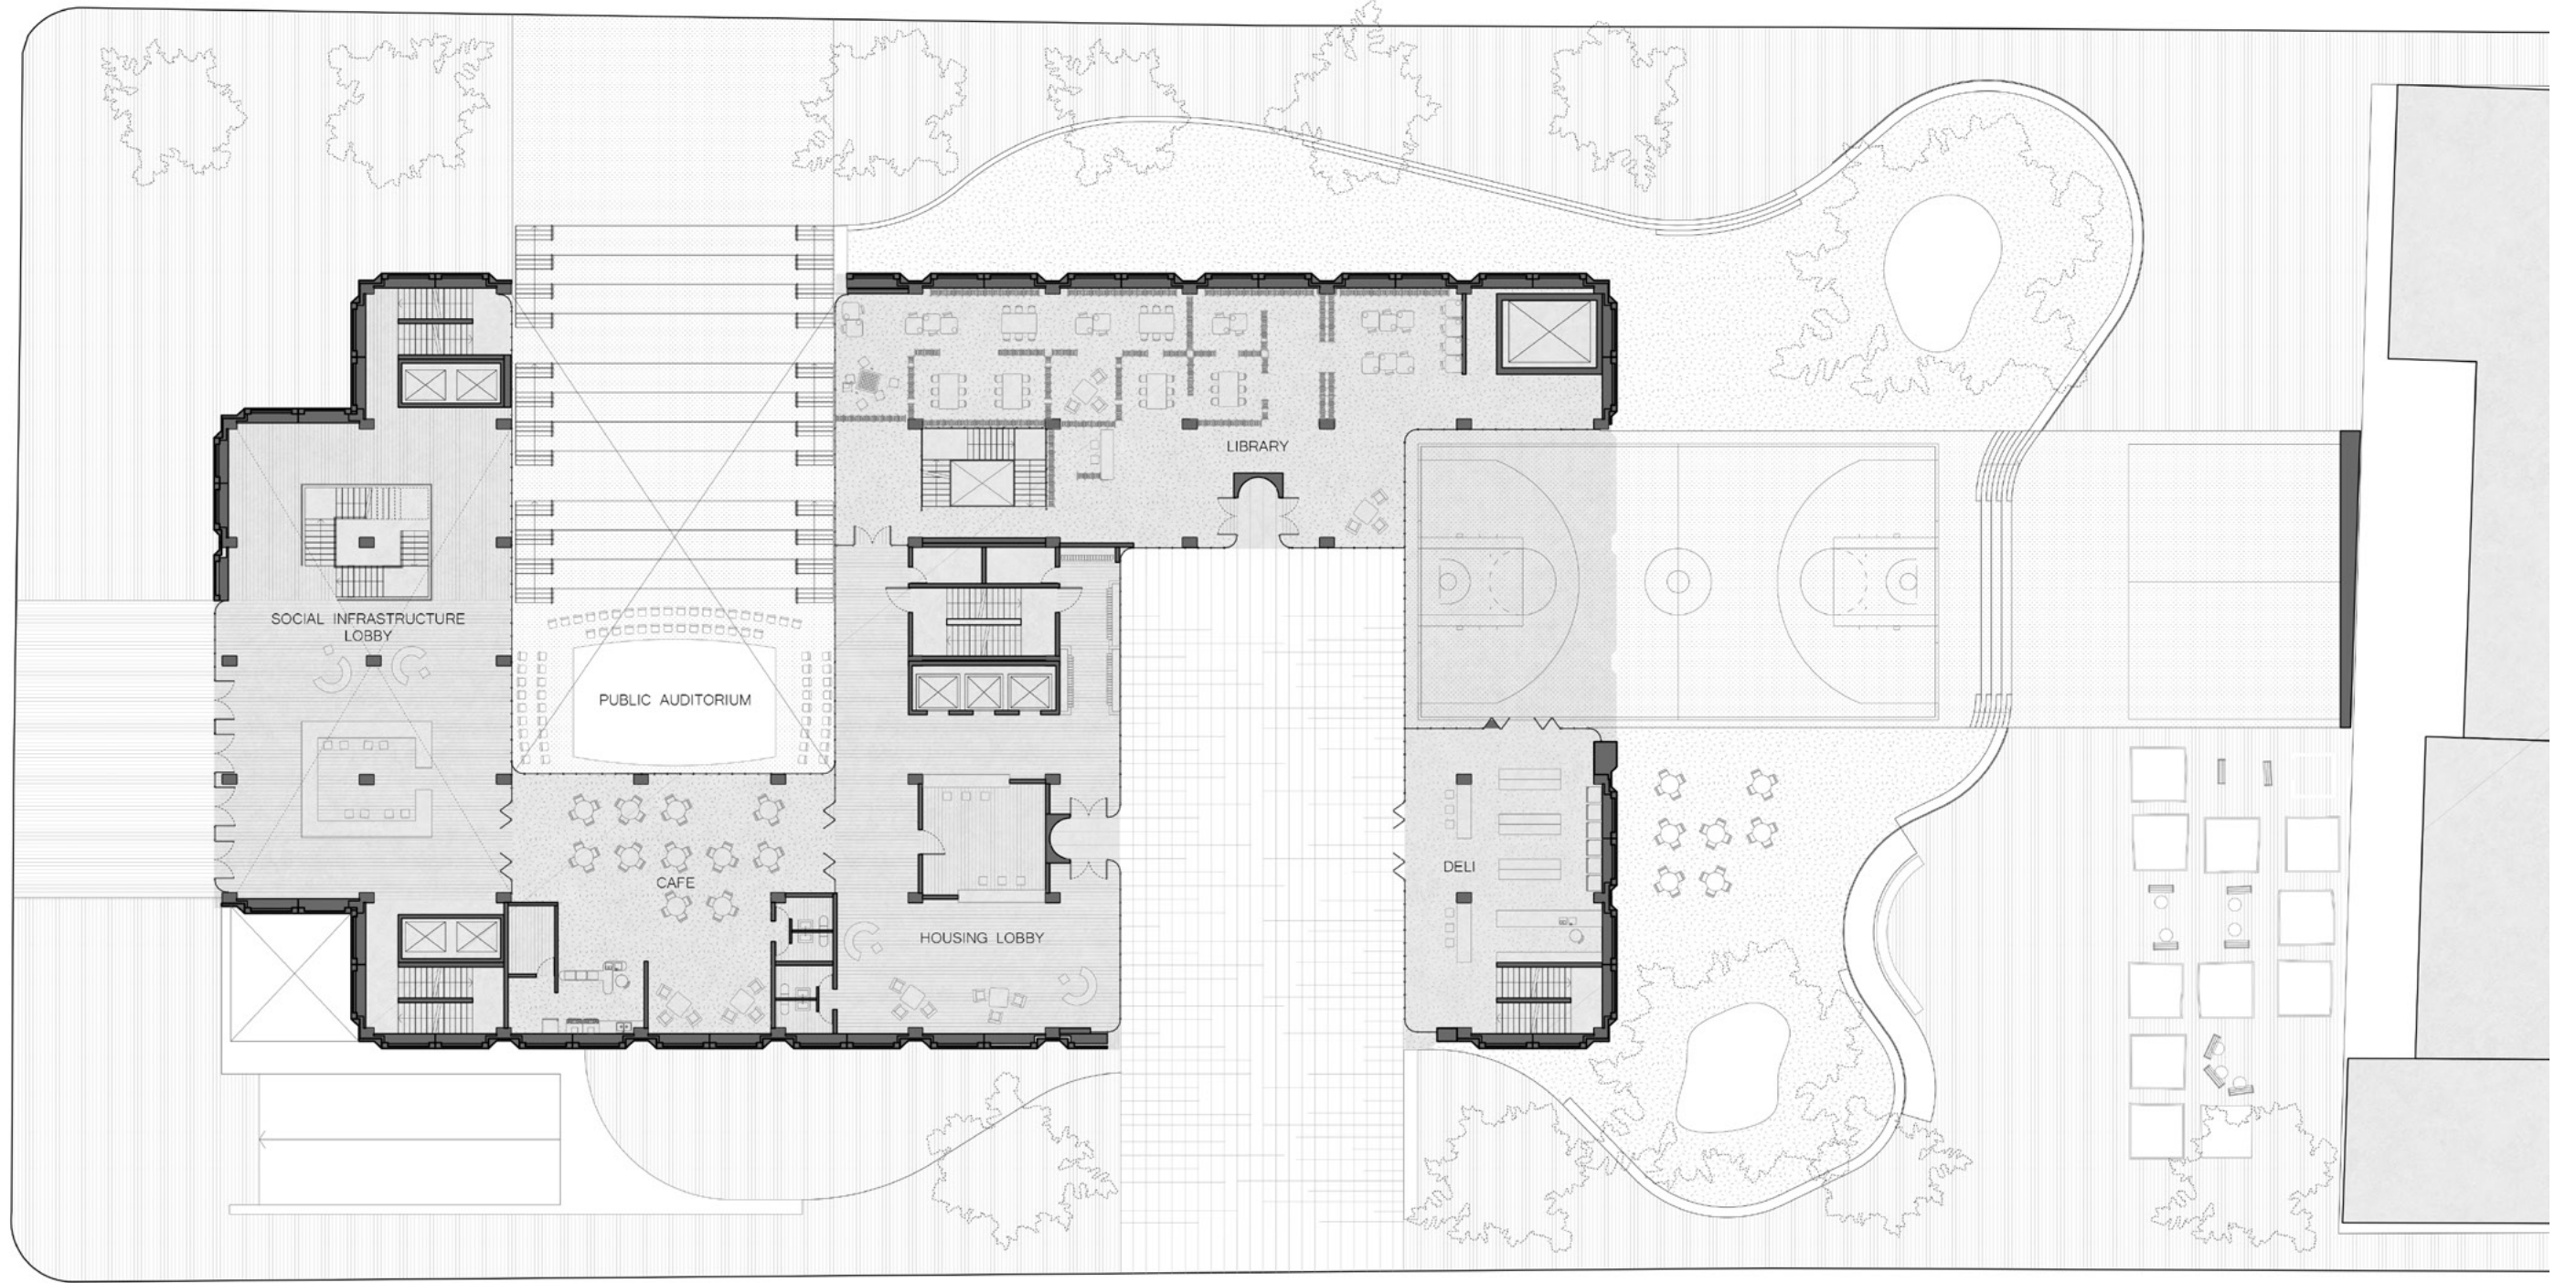 LIBRARY
SOCIAL INFRASTRUCTURE
LOBBY
PUBLIC AUDITORIUM
DELI
CAFE
HOUSING LOBBY